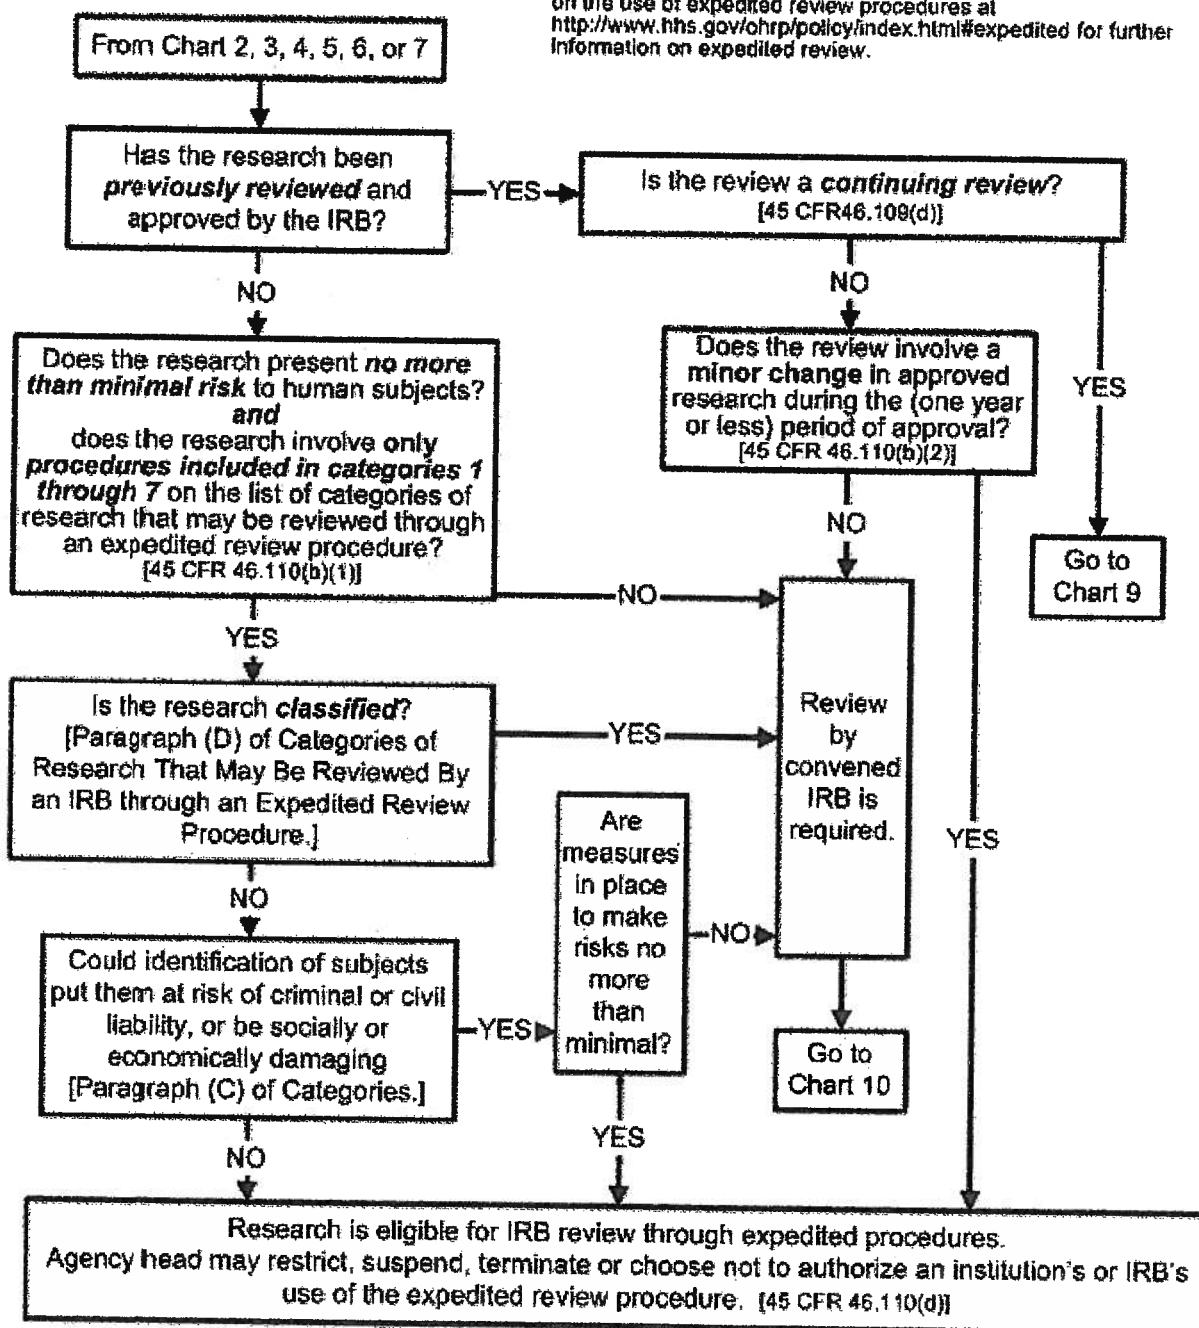 on the use of expedited review procedures at
http://www.hhs.gov/ohrp/policy/index.html#expedited for further
information on expedited review.
From Chart 2, 3, 4, 5, 6, or 7
Has the research been
previously reviewed and
approved by the IRB?
YES
Is the review a continuing review?
[45 CFR46.109(d)]
NO
NO
YES
Does the research present no more
than minimal risk to human subjects?
and
does the research involve only
procedures included in categories 1
through 7 on the list of categories of
research that may be reviewed through
an expedited review procedure?
[45 CFR 46.110(b)(1)]
Does the review involve a
minor change in approved
research during the (one year
or less) period of approval?
[45 CFR 46.110(b)(2)]
NO
Go to
Chart 9
NO
YES
Is the research classified?
[Paragraph (D) of Categories of
Research That May Be Reviewed By
an IRB through an Expedited Review
Procedure.]
YES
Review
by
convened
IRB is
required.
YES
NO
Are
measures
in place
to make
risks no
more
than
minimal?
NO
Could identification of subjects
put them at risk of criminal or civil
liability, or be socially or
economically damaging
[Paragraph (C) of Categories.]
YES
Go to
Chart 10
YES
NO
Research is eligible for IRB review through expedited procedures.
Agency head may restrict, suspend, terminate or choose not to authorize an institution's or IRB's
use of the expedited review procedure. [45 CFR 46.110(d)]